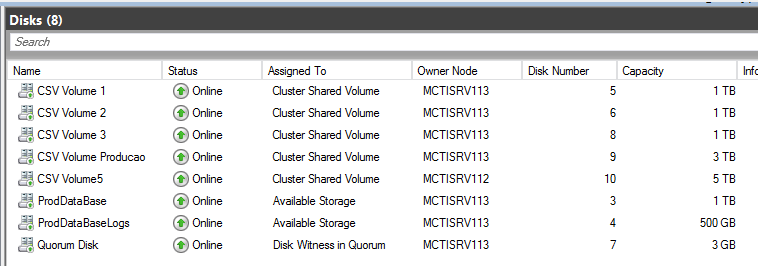 Disks (8)
Search
Name Status Assigned To Owner Node Disk Number Capacity Info
CSV Volume 1 Online Cluster Shared Volume MCTISRV113 5 1 TB
CSV Volume 2 Online Cluster Shared Volume MCTISRV113 6 1 TB
CSV Volume 3 Online Cluster Shared Volume MCTISRV113 8 1 TB
CSV Volume Producao Online Cluster Shared Volume MCTISRV113 9 3 TB
CSV Volume5 Online Cluster Shared Volume MCTISRV112 10 5 TB
ProdDataBase Online Available Storage MCTISRV113 3 1 TB
ProdDataBaseLogs Online Available Storage MCTISRV113 4 500 GB
Quorum Disk Online Disk Witness in Quorum MCTISRV113 7 3 GB